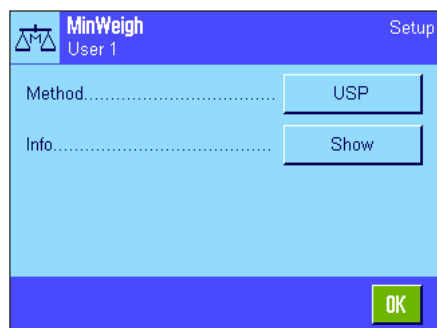 MinWeigh
Setup
User 1
Method.................................... USP
Info......................................... Show
OK